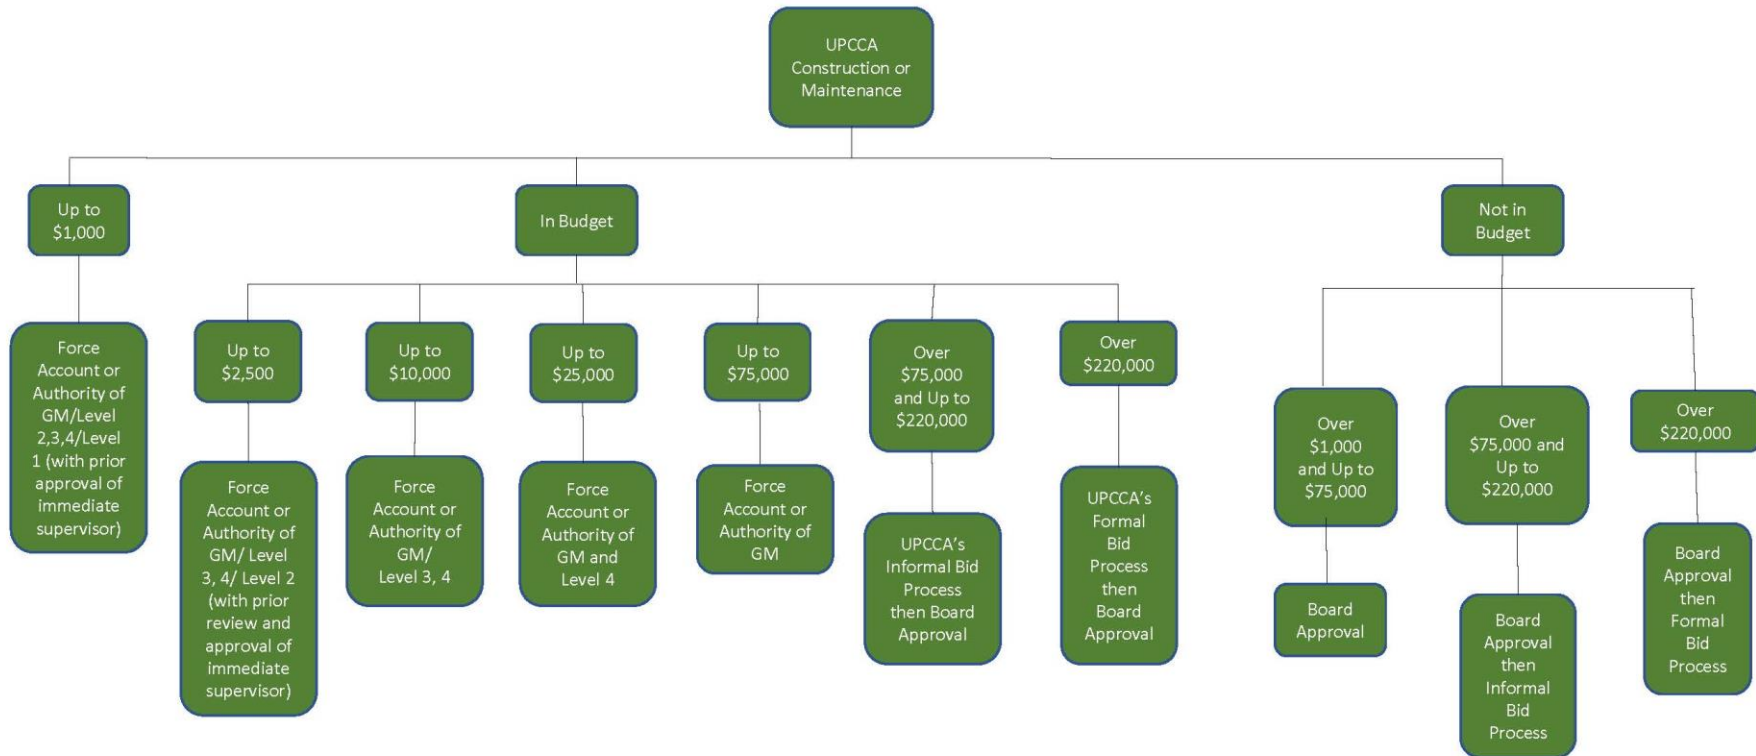 UPCCA
Construction or
Maintenance
Up to
$1,000
In Budget
Not in
Budget
Force
Account or
Authority of
GM/Level
2,3,4/Level
1 (with prior
approval of
immediate
supervisor)
Up to
$2,500
Up to
$10,000
Up to
$25,000
Up to
$75,000
Over
$75,000
and Up to
$220,000
Over
$220,000
Over
$1,000
and Up to
$75,000
Over
$75,000 and
Up to
$220,000
Over
$220,000
Force
Account or
Authority of
GM/ Level
3, 4/ Level 2
(with prior
review and
approval of
immediate
supervisor)
Force
Account or
Authority of
GM/
Level 3, 4
Force
Account or
Authority of
GM and
Level 4
Force
Account or
Authority of
GM
UPCCA’s
Informal Bid
Process
then Board
Approval
UPCCA’s
Formal
Bid
Process
then
Board
Approval
Board
Approval
Board
Approval
then
Informal
Bid
Process
Board
Approval
then
Formal
Bid
Process